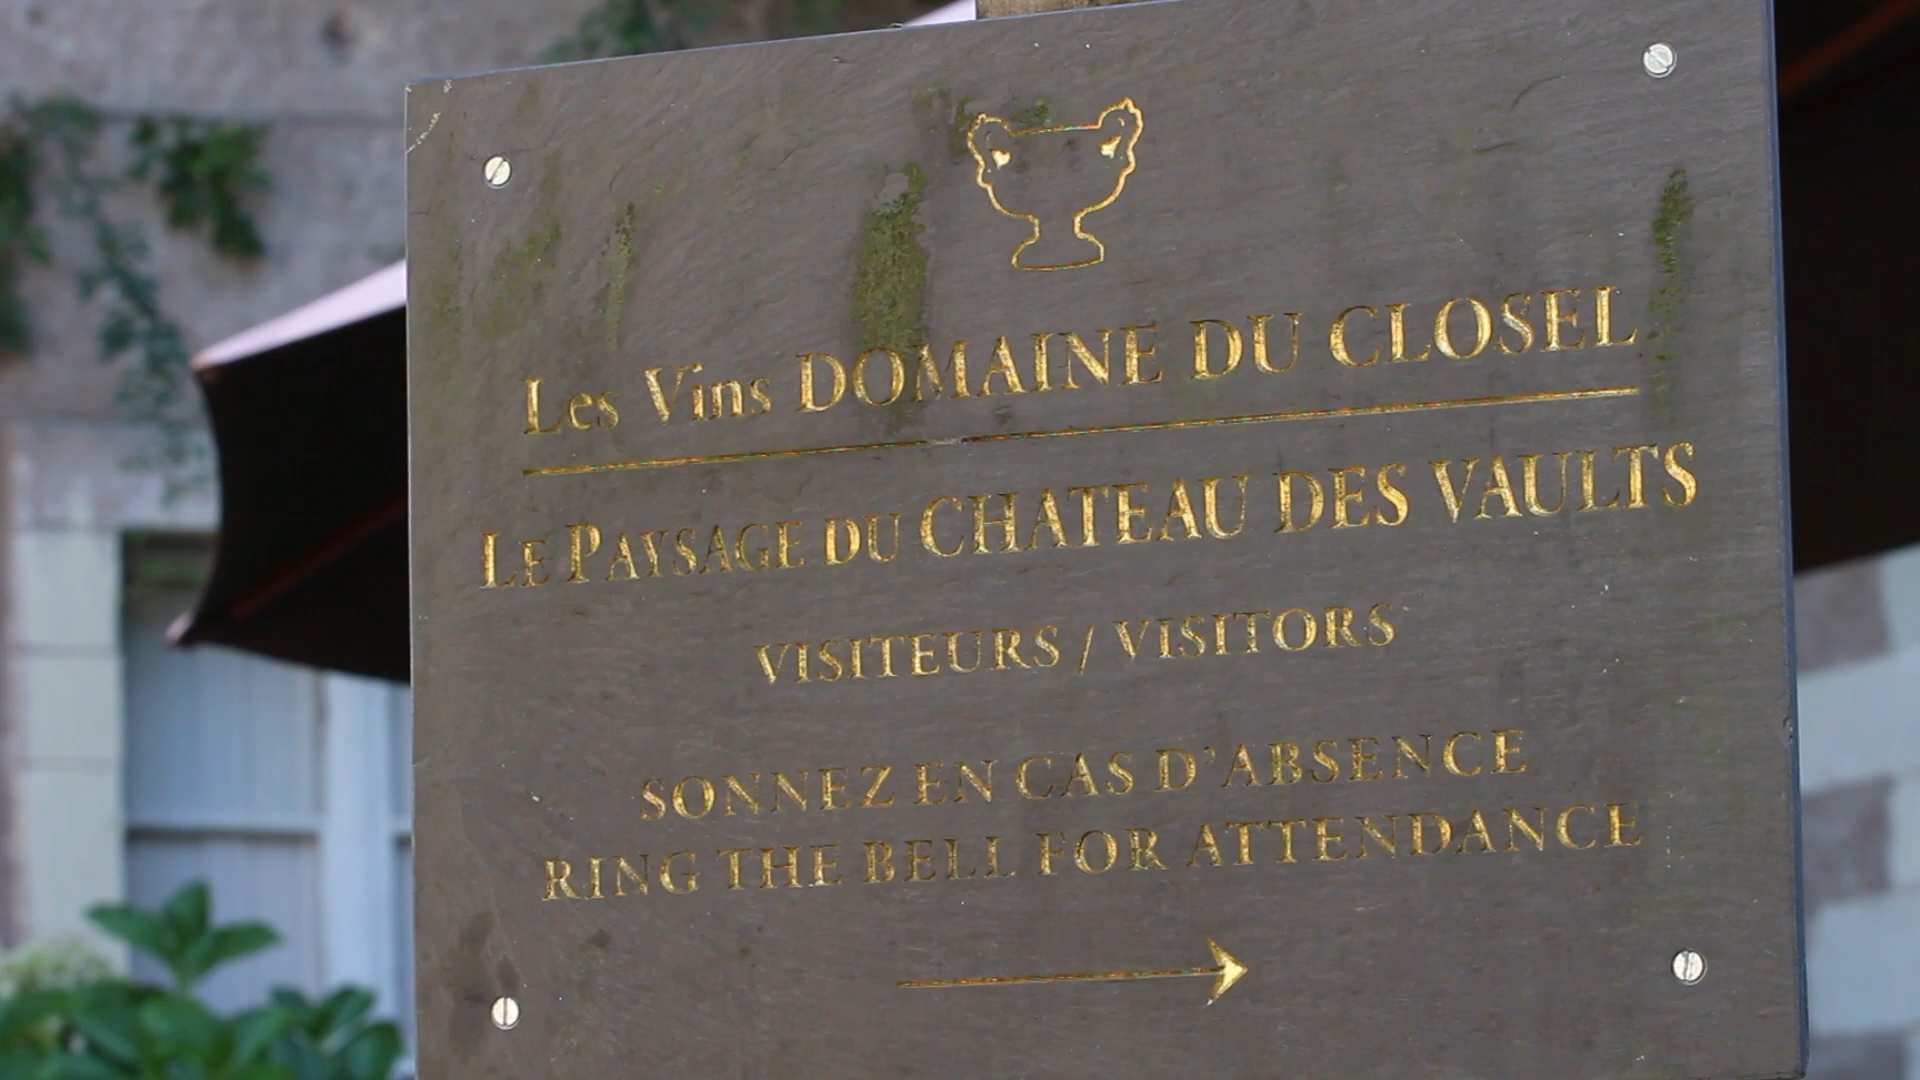 Les Vins DOMAINE DU CLOSEL
LE PAYSAGE DU CHATEAU DES VAULTS
VISITEURS / VISITORS
SONNEZ EN CAS D'ABSENCE
RING THE BELL FOR ATTENDANCE